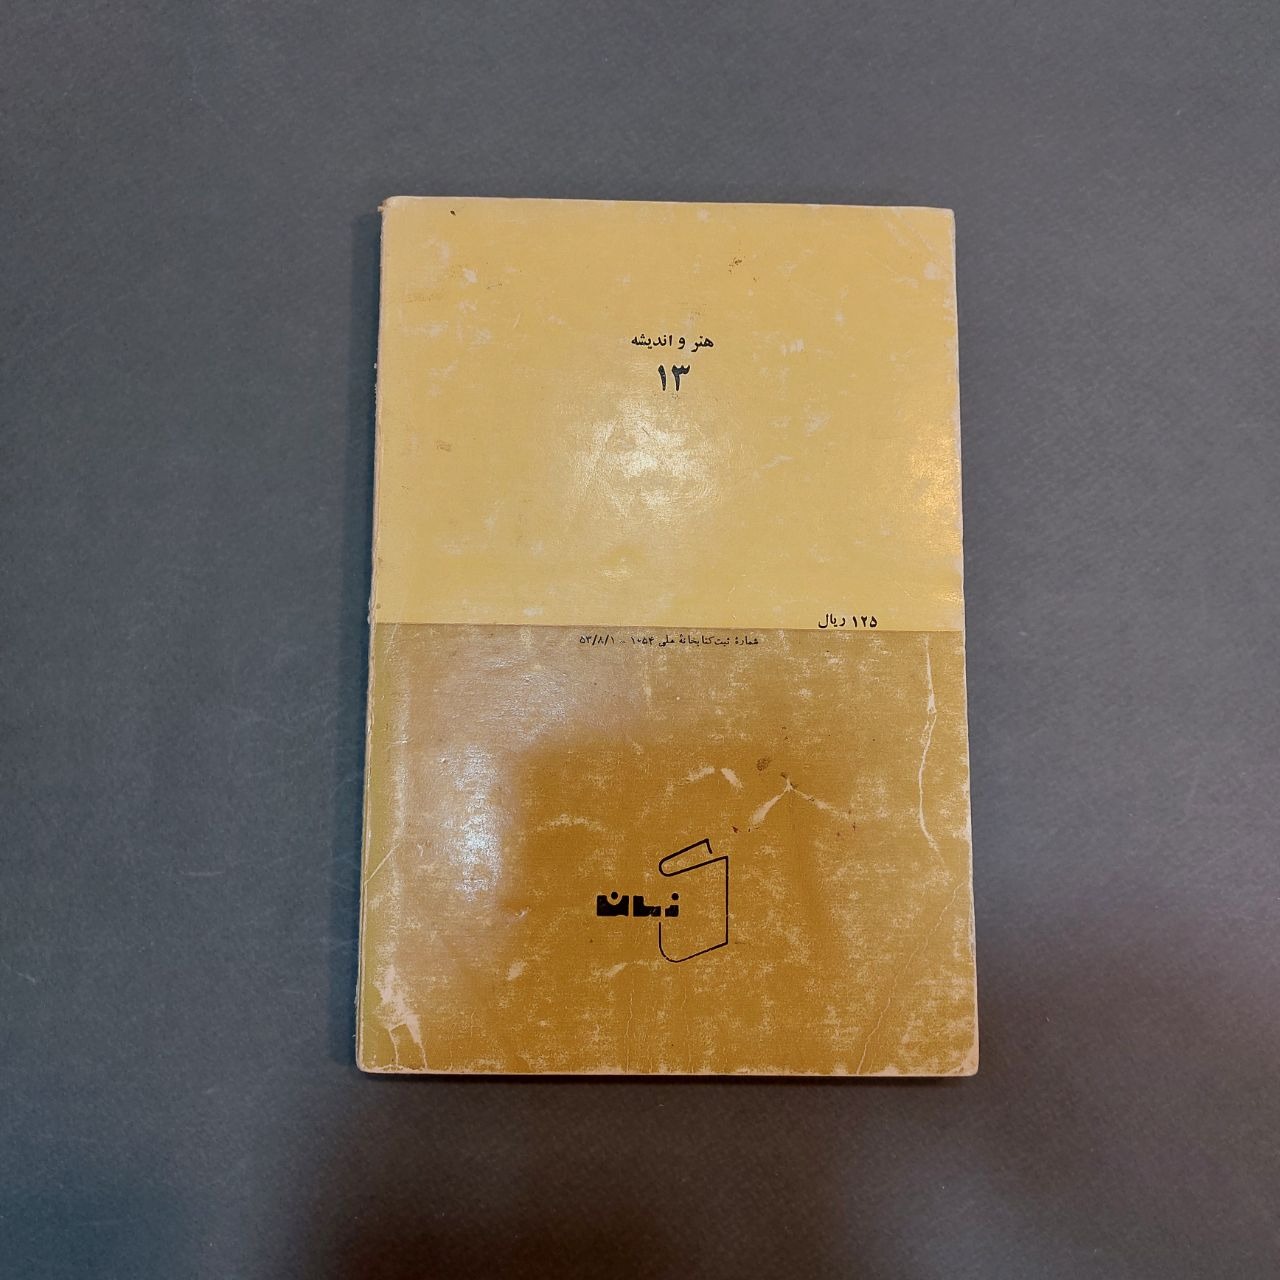 هنر و اندیشه
۱۳
۱۲۵ ریال
شمارهٔ ثبت کتابخانهٔ ملی ۱۰۵۴ - ۵۳/۸/۱
زمان